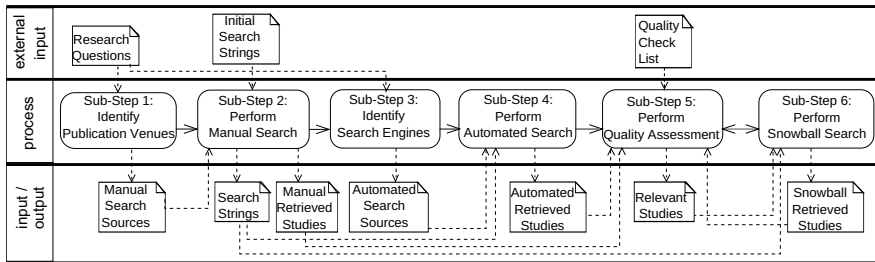 external
input
Research
Questions
Initial
Search
Strings
Quality
Check
List
process
Sub-Step 1:
Identify
Publication Venues
Sub-Step 2:
Perform
Manual Search
Sub-Step 3:
Identify
Search Engines
Sub-Step 4:
Perform
Automated Search
Sub-Step 5:
Perform
Quality Assessment
Sub-Step 6:
Perform
Snowball Search
input /
output
Manual
Search
Sources
Search
Strings
Manual
Retrieved
Studies
Automated
Search
Sources
Automated
Retrieved
Studies
Relevant
Studies
Snowball
Retrieved
Studies